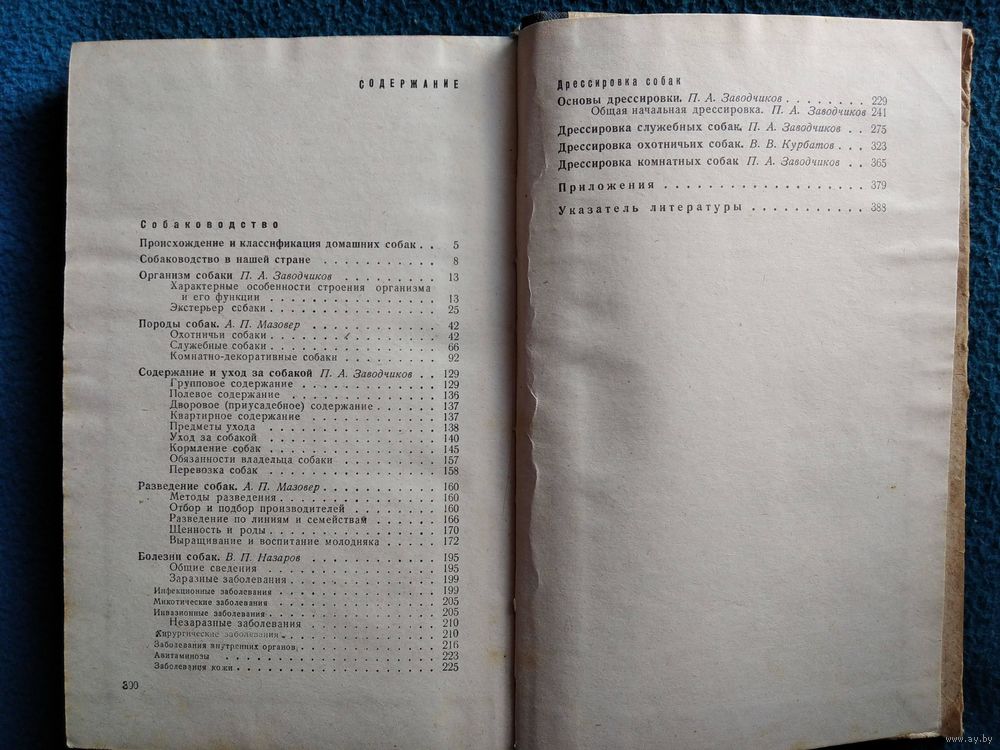 СОДЕРЖАНИЕ
Собаководство
Происхождение и классификация домашних собак . . 5
Собаководство в нашей стране . . . . . . . . . . . 8
Организм собаки П. А. Заводчиков . . . . . . . . . 13
Характерные особенности строения организма
и его функции . . . . . . . . . . . . . . . . 13
Экстерьер собаки . . . . . . . . . . . . . . . 25
Породы собак. А. П. Мазовер . . . . . . . . . . . 42
Охотничьи собаки . . . . . . . . . . . . . . . 42
Служебные собаки . . . . . . . . . . . . . . . 66
Комнатно-декоративные собаки . . . . . . . . . 92
Содержание и уход за собакой П. А. Заводчиков . . 129
Групповое содержание . . . . . . . . . . . . . 129
Полевое содержание . . . . . . . . . . . . . . 136
Дворовое (приусадебное) содержание . . . . . . 137
Квартирное содержание . . . . . . . . . . . . 137
Предметы ухода . . . . . . . . . . . . . . . . 138
Уход за собакой . . . . . . . . . . . . . . . 140
Кормление собак . . . . . . . . . . . . . . . 145
Обязанности владельца собаки . . . . . . . . . 157
Перевозка собак . . . . . . . . . . . . . . . 158
Разведение собак. А. П. Мазовер . . . . . . . . . 160
Методы разведения . . . . . . . . . . . . . . 160
Отбор и подбор производителей . . . . . . . . 160
Разведение по линиям и семействам . . . . . . 166
Щенность и роды . . . . . . . . . . . . . . . 170
Выращивание и воспитание молодняка . . . . . . 172
Болезни собак. В. П. Назаров . . . . . . . . . . 195
Общие сведения . . . . . . . . . . . . . . . . 195
Заразные заболевания . . . . . . . . . . . . . 199
Инфекционные заболевания . . . . . . . . . . . 199
Микотические заболевания . . . . . . . . . . . 205
Инвазионные заболевания . . . . . . . . . . . 205
Незаразные заболевания . . . . . . . . . . . . 210
Хирургические заболевания . . . . . . . . . . 210
Заболевания внутренних органов . . . . . . . . 216
Авитаминозы . . . . . . . . . . . . . . . . . 223
Заболевания кожи . . . . . . . . . . . . . . . 225
390
Дрессировка собак
Основы дрессировки. П. А. Заводчиков . . . . . . . . 229
Общая начальная дрессировка. П. А. Заводчиков 241
Дрессировка служебных собак. П. А. Заводчиков . . 275
Дрессировка охотничьих собак. В. В. Курбатов . . . 323
Дрессировка комнатных собак П. А. Заводчиков . . 365
Приложения . . . . . . . . . . . . . . . . . . . 379
Указатель литературы . . . . . . . . . . . 388
www.ay.by